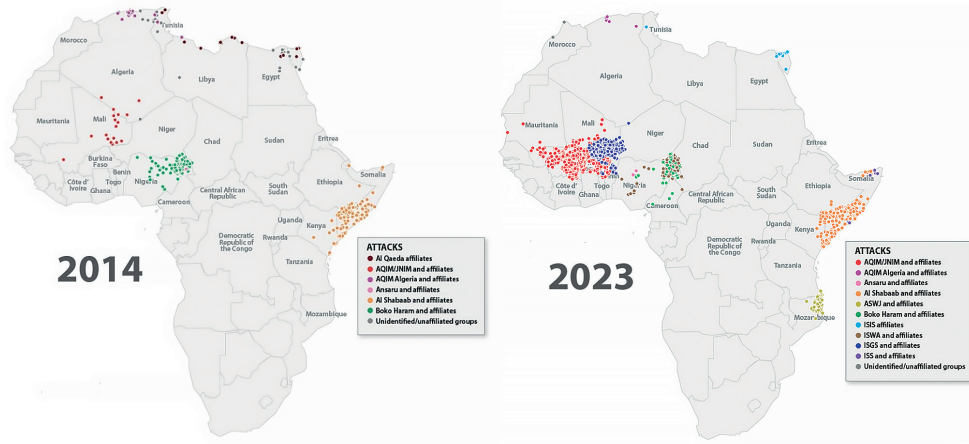 Tunisia
Morocco
Algeria
Libya
Egypt
Mauritania
Mali
Niger
Chad
Sudan
Eritrea
Burkina
Faso
Benin
Côte d'
Ivoire
Togo
Ghana
Nigeria
Cameroon
Central African
Republic
South
Sudan
Ethiopia
Somalia
Uganda
Kenya
Democratic
Republic of
the Congo
Rwanda
Tanzania
Mozambique
2014
ATTACKS
Al Qaeda affiliates
AQIM/JNIM and affiliates
AQIM Algeria and affiliates
Ansaru and affiliates
Al Shabaab and affiliates
Boko Haram and affiliates
Unidentified/unaffiliated groups
Tunisia
Morocco
Algeria
Libya
Egypt
Mauritania
Mali
Niger
Chad
Sudan
Eritrea
Côte d'
Ivoire
Togo
Ghana
Nigeria
Cameroon
Central African
Republic
South
Sudan
Ethiopia
Somalia
Uganda
Kenya
Democratic
Republic of
the Congo
Rwanda
Tanzania
Mozambique
2023
ATTACKS
AQIM/JNIM and affiliates
AQIM Algeria and affiliates
Ansaru and affiliates
Al Shabaab and affiliates
ASWJ and affiliates
Boko Haram and affiliates
ISIS affiliates
ISWA and affiliates
ISGS and affiliates
ISS and affiliates
Unidentified/unaffiliated groups